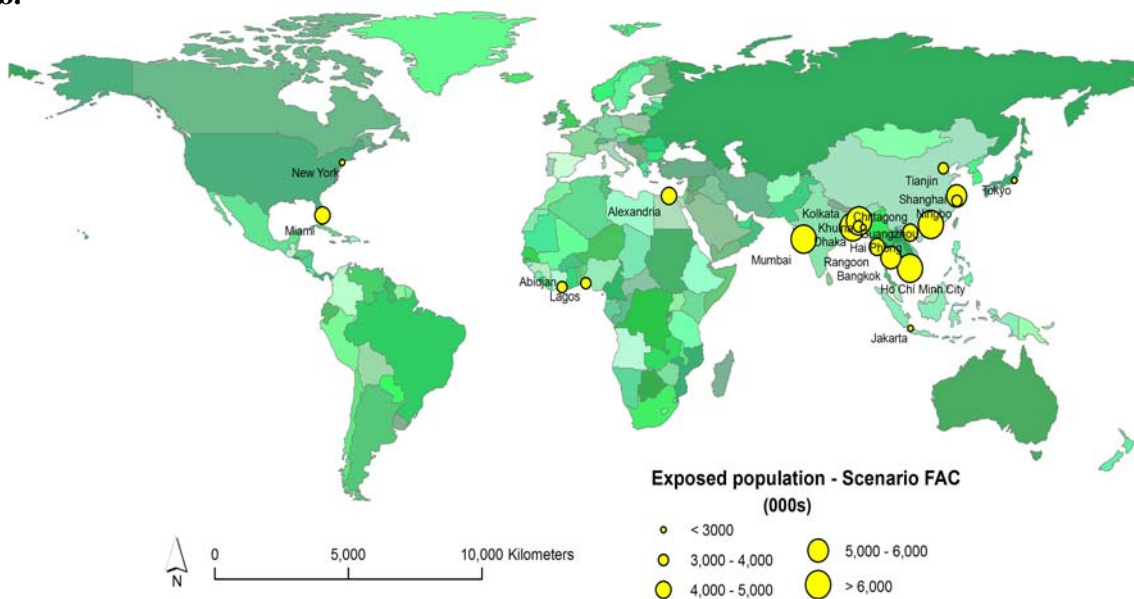 b.
New York
Miami
Alexandria
Abidjan
Lagos
Mumbai
Kolkata
Khulna
Dhaka
Chittagong
Rangoon
Bangkok
Hai Phong
Guangzhou
Ho Chi Minh City
Jakarta
Tianjin
Shanghai
Ningbo
Tokyo
Exposed population - Scenario FAC
(000s)
< 3000
3,000 - 4,000
4,000 - 5,000
5,000 - 6,000
> 6,000
N
0 5,000 10,000 Kilometers